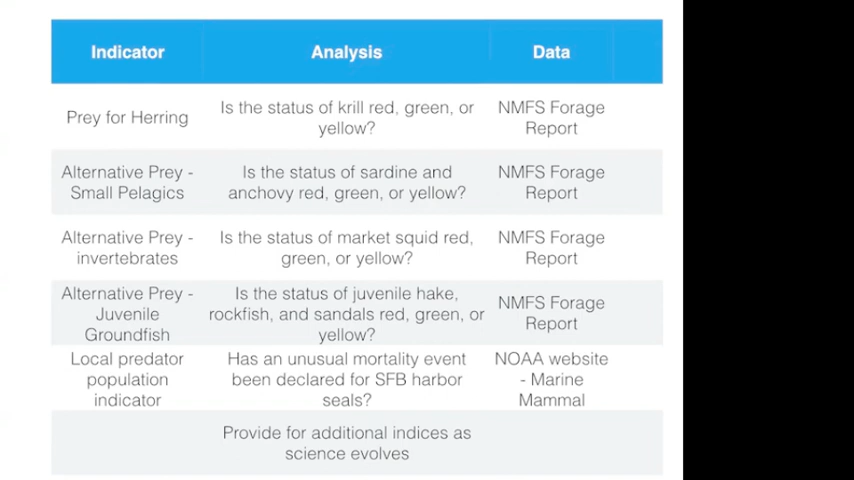 Indicator Analysis Data
Prey for Herring
Is the status of krill red, green, or
yellow?
NMFS Forage
Report
Alternative Prey -
Small Pelagics
Is the status of sardine and
anchovy red, green, or yellow?
NMFS Forage
Report
Alternative Prey -
invertebrates
Is the status of market squid red,
green, or yellow?
NMFS Forage
Report
Alternative Prey -
Juvenile
Groundfish
Is the status of juvenile hake,
rockfish, and sandals red, green, or
yellow?
NMFS Forage
Report
Local predator
population
indicator
Has an unusual mortality event
been declared for SFB harbor
seals?
NOAA website
- Marine
Mammal
Provide for additional indices as
science evolves